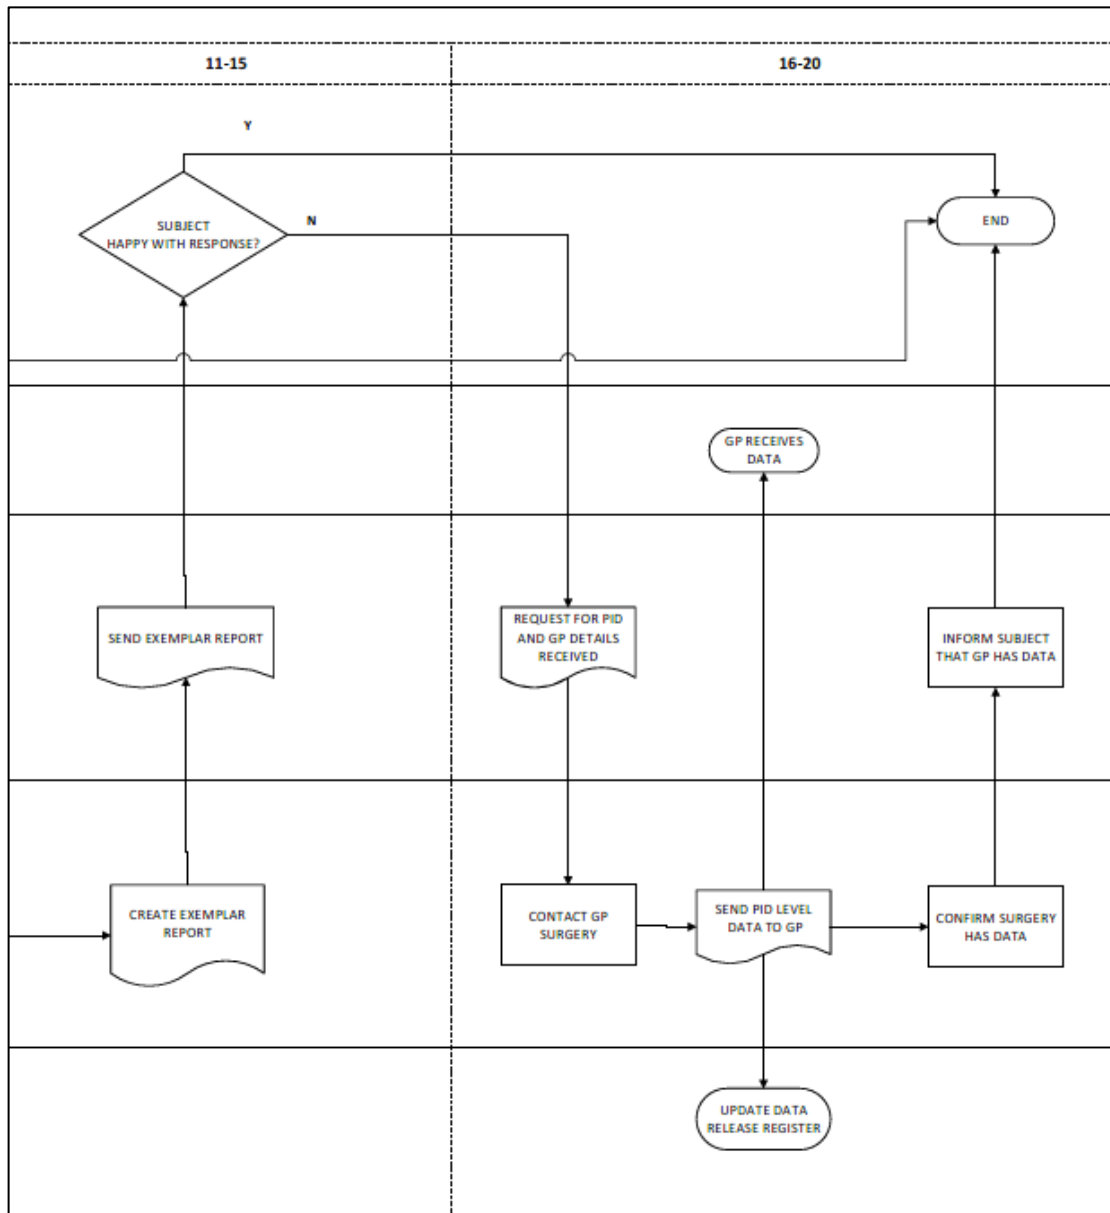 11-15
16-20
Y
SUBJECT
HAPPY WITH RESPONSE?
N
END
GP RECEIVES
DATA
SEND EXEMPLAR REPORT
REQUEST FOR PID
AND GP DETAILS
RECEIVED
INFORM SUBJECT
THAT GP HAS DATA
CREATE EXEMPLAR
REPORT
CONTACT GP
SURGERY
SEND PID LEVEL
DATA TO GP
CONFIRM SURGERY
HAS DATA
UPDATE DATA
RELEASE REGISTER